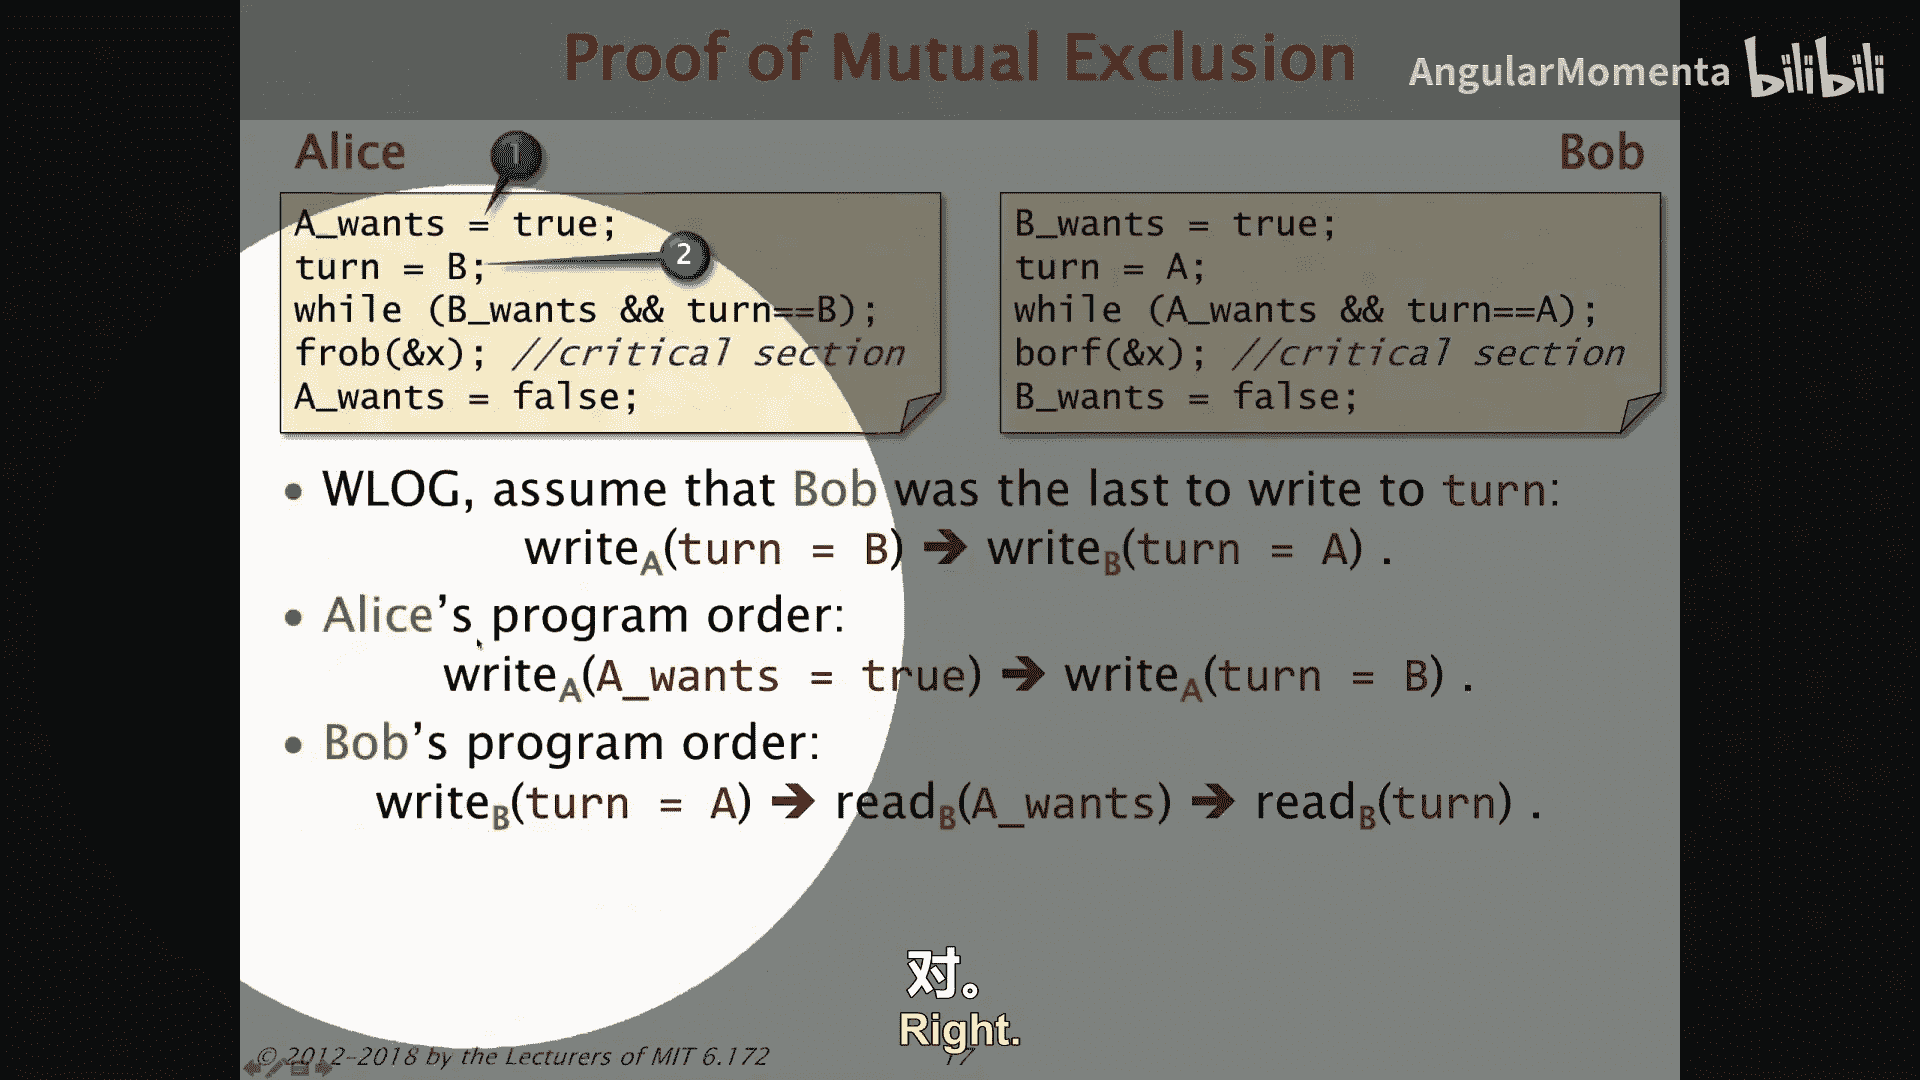 Proof of Mutual Exclusion
AngularMomenta bilibili
Alice
1
Bob
A_wants = true;
turn = B;
2
while (B_wants && turn==B);
frob(&x); //critical section
A_wants = false;
B_wants = true;
turn = A;
while (A_wants && turn==A);
borf(&x); //critical section
B_wants = false;
• WLOG, assume that Bob was the last to write to turn:
writeA(turn = B) ➔ writeB(turn = A) .
• Alice’s program order:
writeA(A_wants = true) ➔ writeA(turn = B) .
• Bob’s program order:
writeB(turn = A) ➔ readB(A_wants) ➔ readB(turn) .
对。
Right.
© 2012–2018 by the Lecturers of MIT 6.172
17